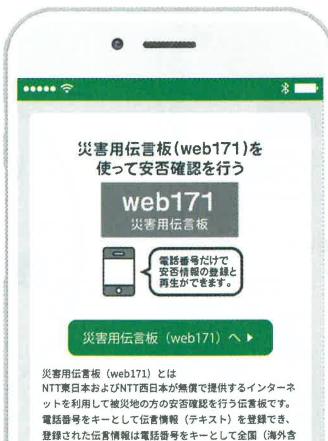 災害用伝言板(web171)を
使って安否確認を行う
web171
災害用伝言板
電話番号だけで
安否情報の登録と
再生ができます。
災害用伝言板（web171）へ ▶
災害用伝言板（web171）とは
NTT東日本およびNTT西日本が無償で提供するインターネ
ットを利用して被災地の方の安否確認を行う伝言板です。
電話番号をキーとして伝言情報（テキスト）を登録でき、
登録された伝言情報は電話番号をキーとして全国（海外含